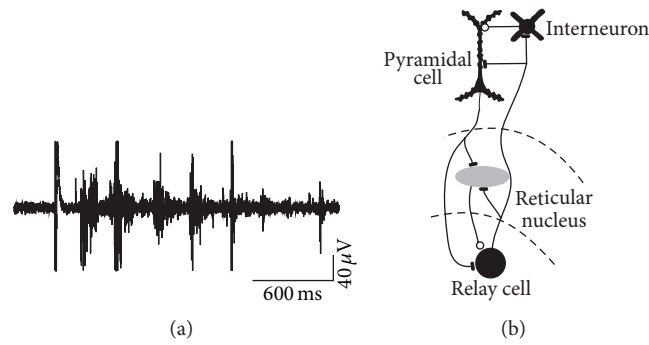 Interneuron
Pyramidal
cell
Reticular
nucleus
40 μV
600 ms
Relay cell
(a)
(b)